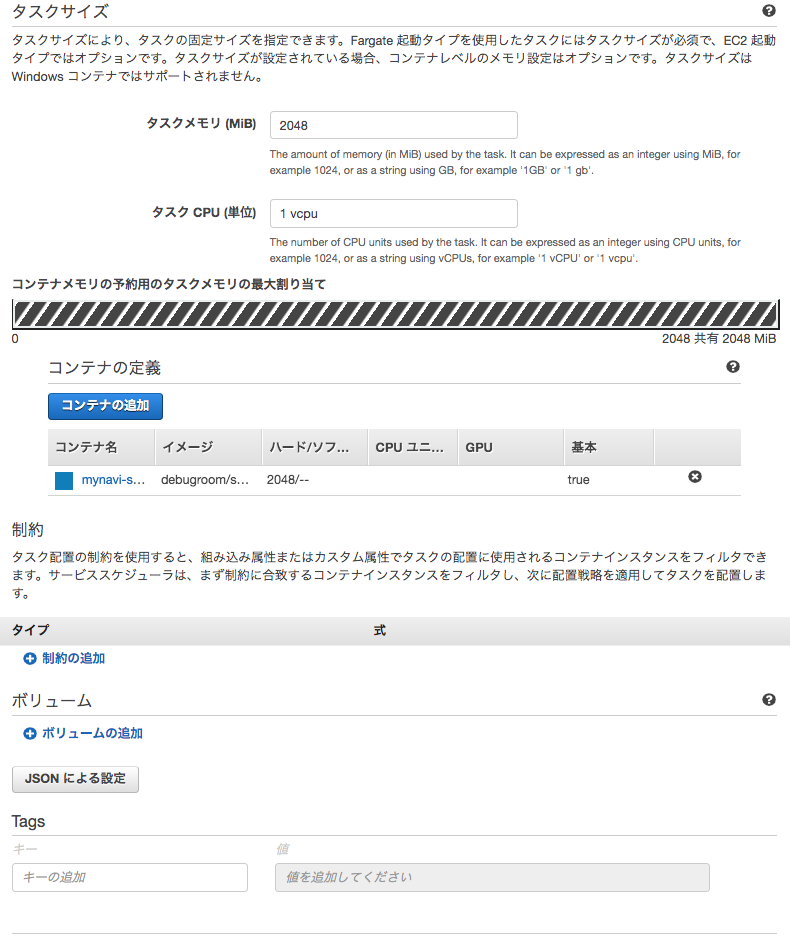 タスクサイズ
タスクサイズにより、タスクの固定サイズを指定できます。Fargate 起動タイプを使用したタスクにはタスクサイズが必須で、EC2 起動
タイプではオプションです。タスクサイズが設定されている場合、コンテナレベルのメモリ設定はオプションです。タスクサイズは
Windows コンテナではサポートされません。
タスクメモリ (MiB) 2048
The amount of memory (in MiB) used by the task. It can be expressed as an integer using MiB, for
example 1024, or as a string using GB, for example '1GB' or '1 gb'.
タスク CPU (単位) 1 vcpu
The number of CPU units used by the task. It can be expressed as an integer using CPU units, for
example 1024, or as a string using vCPUs, for example '1 vCPU' or '1 vcpu'.
コンテナメモリの予約用のタスクメモリの最大割り当て
0 2048 共有 2048 MiB
コンテナの定義
コンテナの追加
コンテナ名 イメージ ハード/ソフ... CPU ユニ... GPU 基本
mynavi-s... debugroom/s... 2048/-- true
制約
タスク配置の制約を使用すると、組み込み属性またはカスタム属性でタスクの配置に使用されるコンテナインスタンスをフィルタでき
ます。サービススケジューラは、まず制約に合致するコンテナインスタンスをフィルタし、次に配置戦略を適用してタスクを配置しま
す。
タイプ 式
制約の追加
ボリューム
ボリュームの追加
JSON による設定
Tags
キー 値
キーの追加 値を追加してください